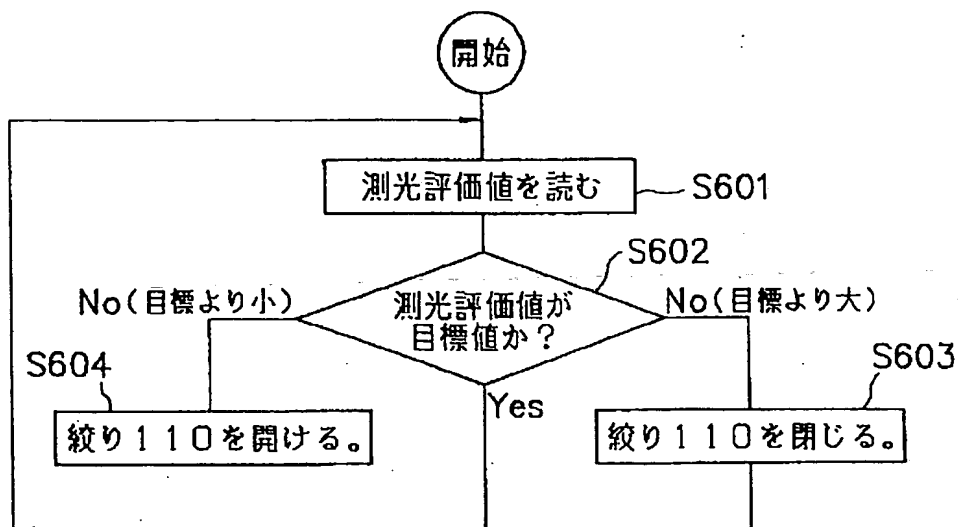 開始
測光評価値を読む
S601
S602
No(目標より小)
測光評価値が
目標値か？
No(目標より大)
S604
S603
Yes
絞り１１０を開ける。
絞り１１０を閉じる。